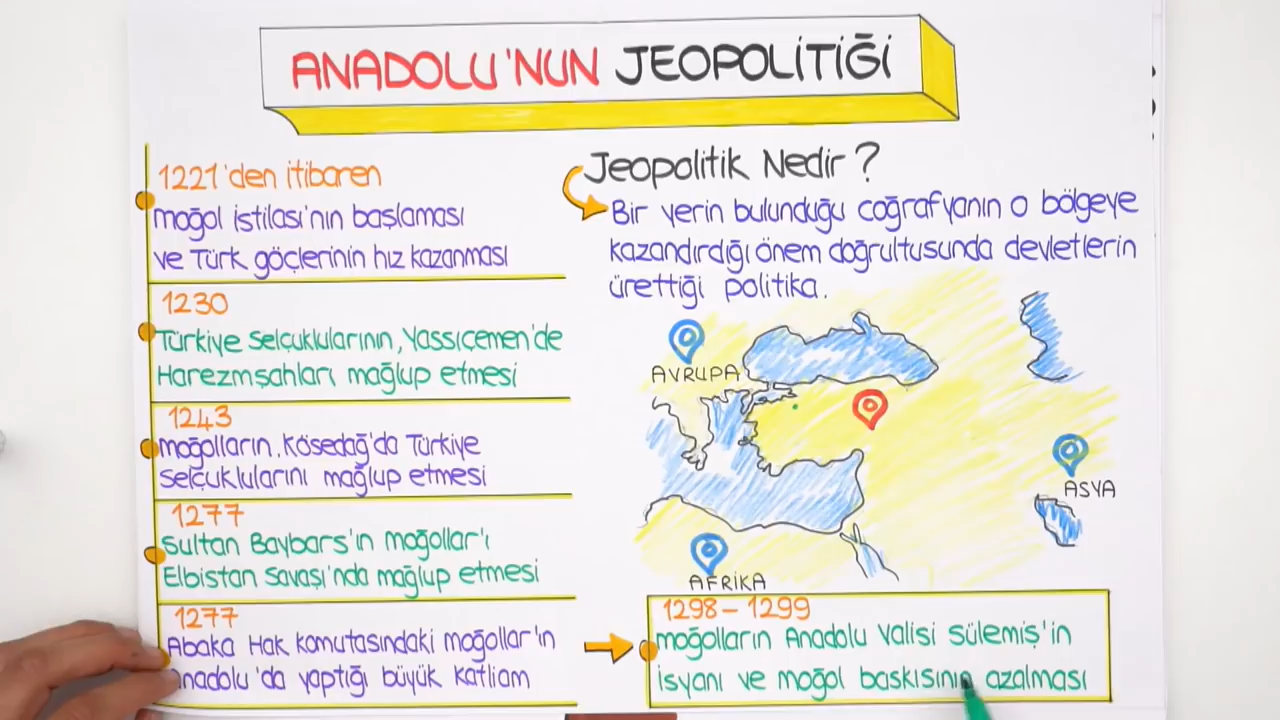 ANADOLU'NUN JEOPOLİTİĞİ
1221'den itibaren
moğol istilası'nın başlaması
ve Türk göçlerinin hız kazanması
1230
Türkiye Selçuklularının, Yassıçemen'de
Harezmşahları mağlup etmesi
1243
moğolların, Kösedağ'da Türkiye
Selçuklularını mağlup etmesi
1277
Sultan Baybars'ın moğollar'ı
Elbistan Savaşı'nda mağlup etmesi
1277
Abaka Hak komutasındaki moğollar'ın
Anadolu'da yaptığı büyük katliam
Jeopolitik Nedir?
Bir yerin bulunduğu coğrafyanın o bölgeye
kazandırdığı önem doğrultusunda devletlerin
ürettiği politika.
AVRUPA
ASYA
AFRİKA
1298 - 1299
moğolların Anadolu Valisi Sülemiş'in
isyanı ve moğol baskısının azalması